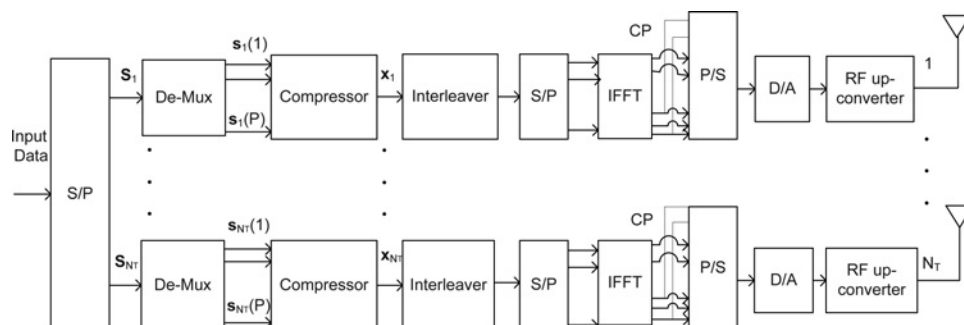 Input
Data
S/P
S1
De-Mux
s1(1)
s1(P)
Compressor
x1
Interleaver
S/P
IFFT
CP
P/S
D/A
RF up-
converter
1
SNT
De-Mux
sNT(1)
sNT(P)
Compressor
xNT
Interleaver
S/P
IFFT
CP
P/S
D/A
RF up-
converter
NT